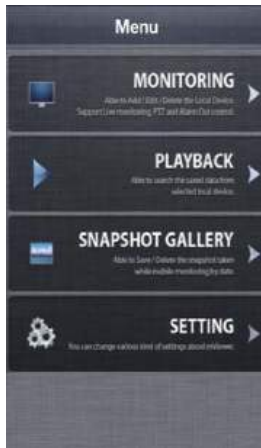 Menu
MONITORING
Able to Add / Edit / Delete the Local Device.
Support Live monitoring, PTZ and Alarm Out control.
PLAYBACK
Able to search the saved data from
selected local device.
SNAPSHOT GALLERY
Able to Save / Delete the snapshot taken
while mobile monitoring by date.
SETTING
You can change various kind of settings about